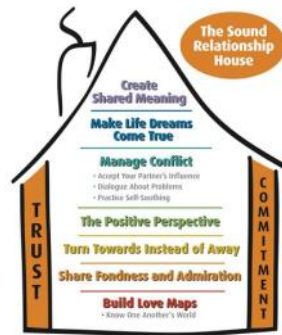 The Sound
Relationship
House
Create
Shared Meaning
Make Life Dreams
Come True
Manage Conflict
• Accept Your Partner's Influence
• Dialogue About Problems
• Practice Self-Soothing
The Positive Perspective
Turn Towards Instead of Away
Share Fondness and Admiration
Build Love Maps
• Know One Another's World
TRUST
COMMITMENT